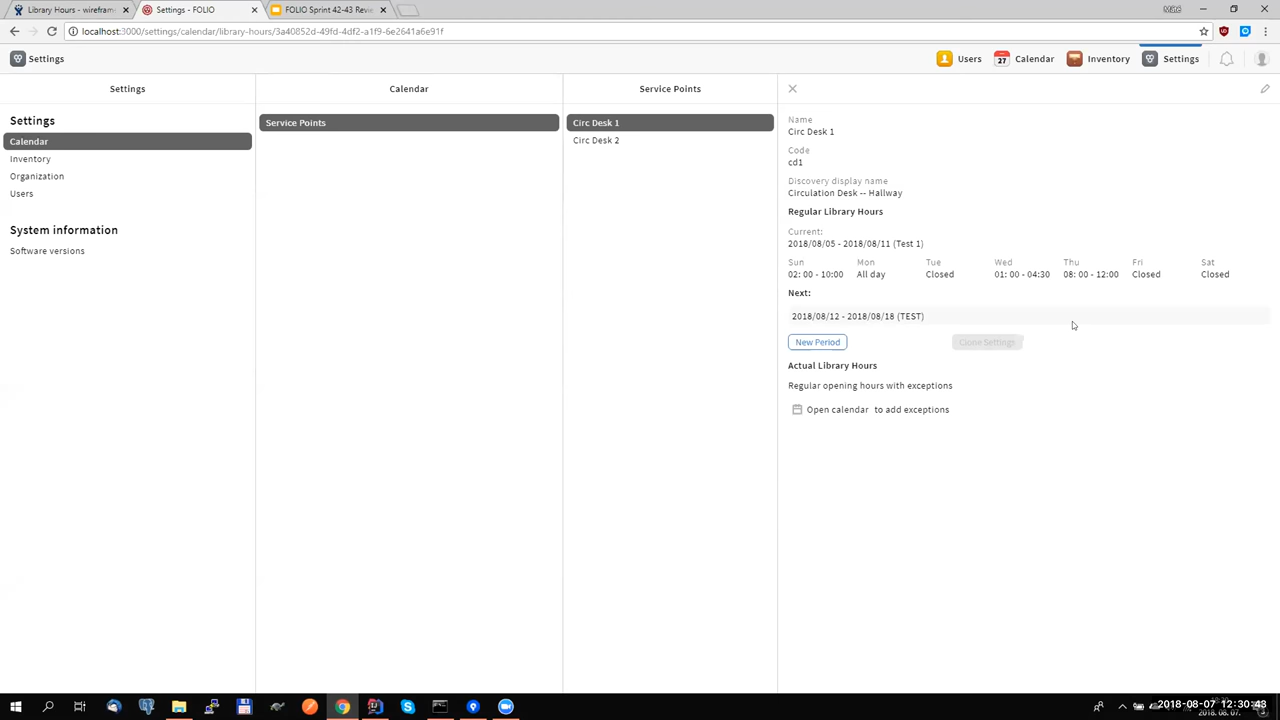 Library Hours - wirefram
Settings - FOLIO
FOLIO Sprint 42-43 Revie
localhost:3000/settings/calendar/library-hours/3a40852d-49fd-4df2-a1f9-6e2641a6e91f
Settings
Users
27
Calendar
Inventory
Settings
Settings
Calendar
Service Points
Settings
Calendar
Inventory
Organization
Users
System information
Software versions
Service Points
Circ Desk 1
Circ Desk 2
Name
Circ Desk 1
Code
cd1
Discovery display name
Circulation Desk -- Hallway
Regular Library Hours
Current:
2018/08/05 - 2018/08/11 (Test 1)
Sun Mon Tue Wed Thu Fri Sat
02: 00 - 10:00 All day Closed 01: 00 - 04:30 08: 00 - 12:00 Closed Closed
Next:
2018/08/12 - 2018/08/18 (TEST)
New Period
Clone Settings
Actual Library Hours
Regular opening hours with exceptions
Open calendar to add exceptions
2018-08-07 12:30:43
2018. 08. 07.